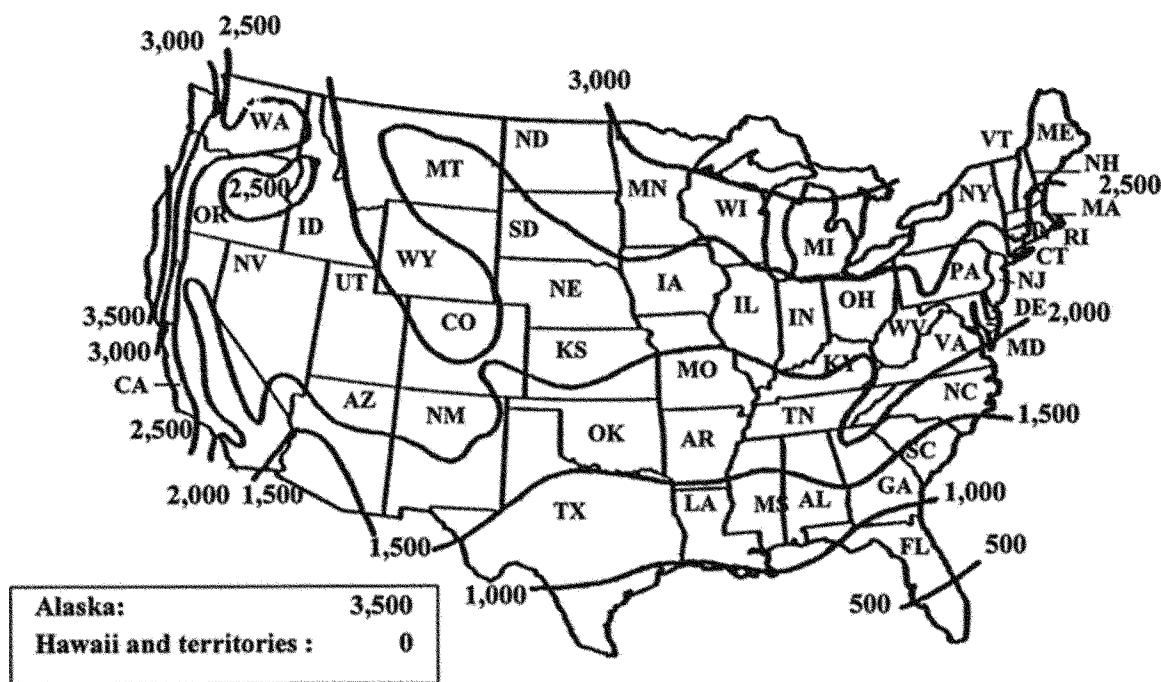 2,500
3,000
3,000
WA
ND
VT
ME
MT
NH
2,500
MN
NY
2,500
OR
WI
MA
ID
SD
MI
RI
WY
CT
NV
PA
UT
IA
NJ
NE
OH
IL
IN
DE
2,000
3,500
CO
WV
VA
MD
3,000
KS
KY
MO
CA
AZ
NC
NM
TN
1,500
2,500
OK
AR
SC
2,000
1,500
GA
1,000
TX
LA
MS
AL
1,500
FL
500
1,000
500
Alaska: 3,500
Hawaii and territories : 0